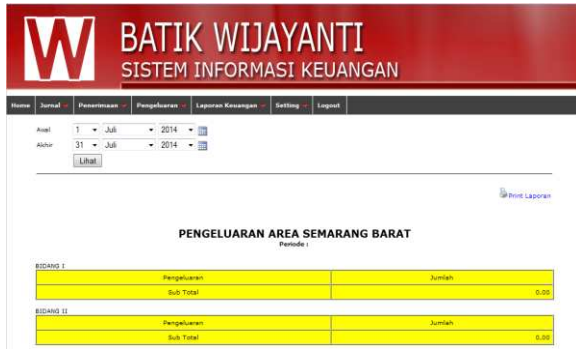 W BATIK WIJAYANTI
SISTEM INFORMASI KEUANGAN
Home Jurnal Penerimaan Pengeluaran Laporan Keuangan Setting Logout
Awal 1 Juli 2014
Akhir 31 Juli 2014
Lihat
Print Laporan
PENGELUARAN AREA SEMARANG BARAT
Periode :
BIDANG I
Pengeluaran Jumlah
Sub Total 0.00
BIDANG II
Pengeluaran Jumlah
Sub Total 0.00